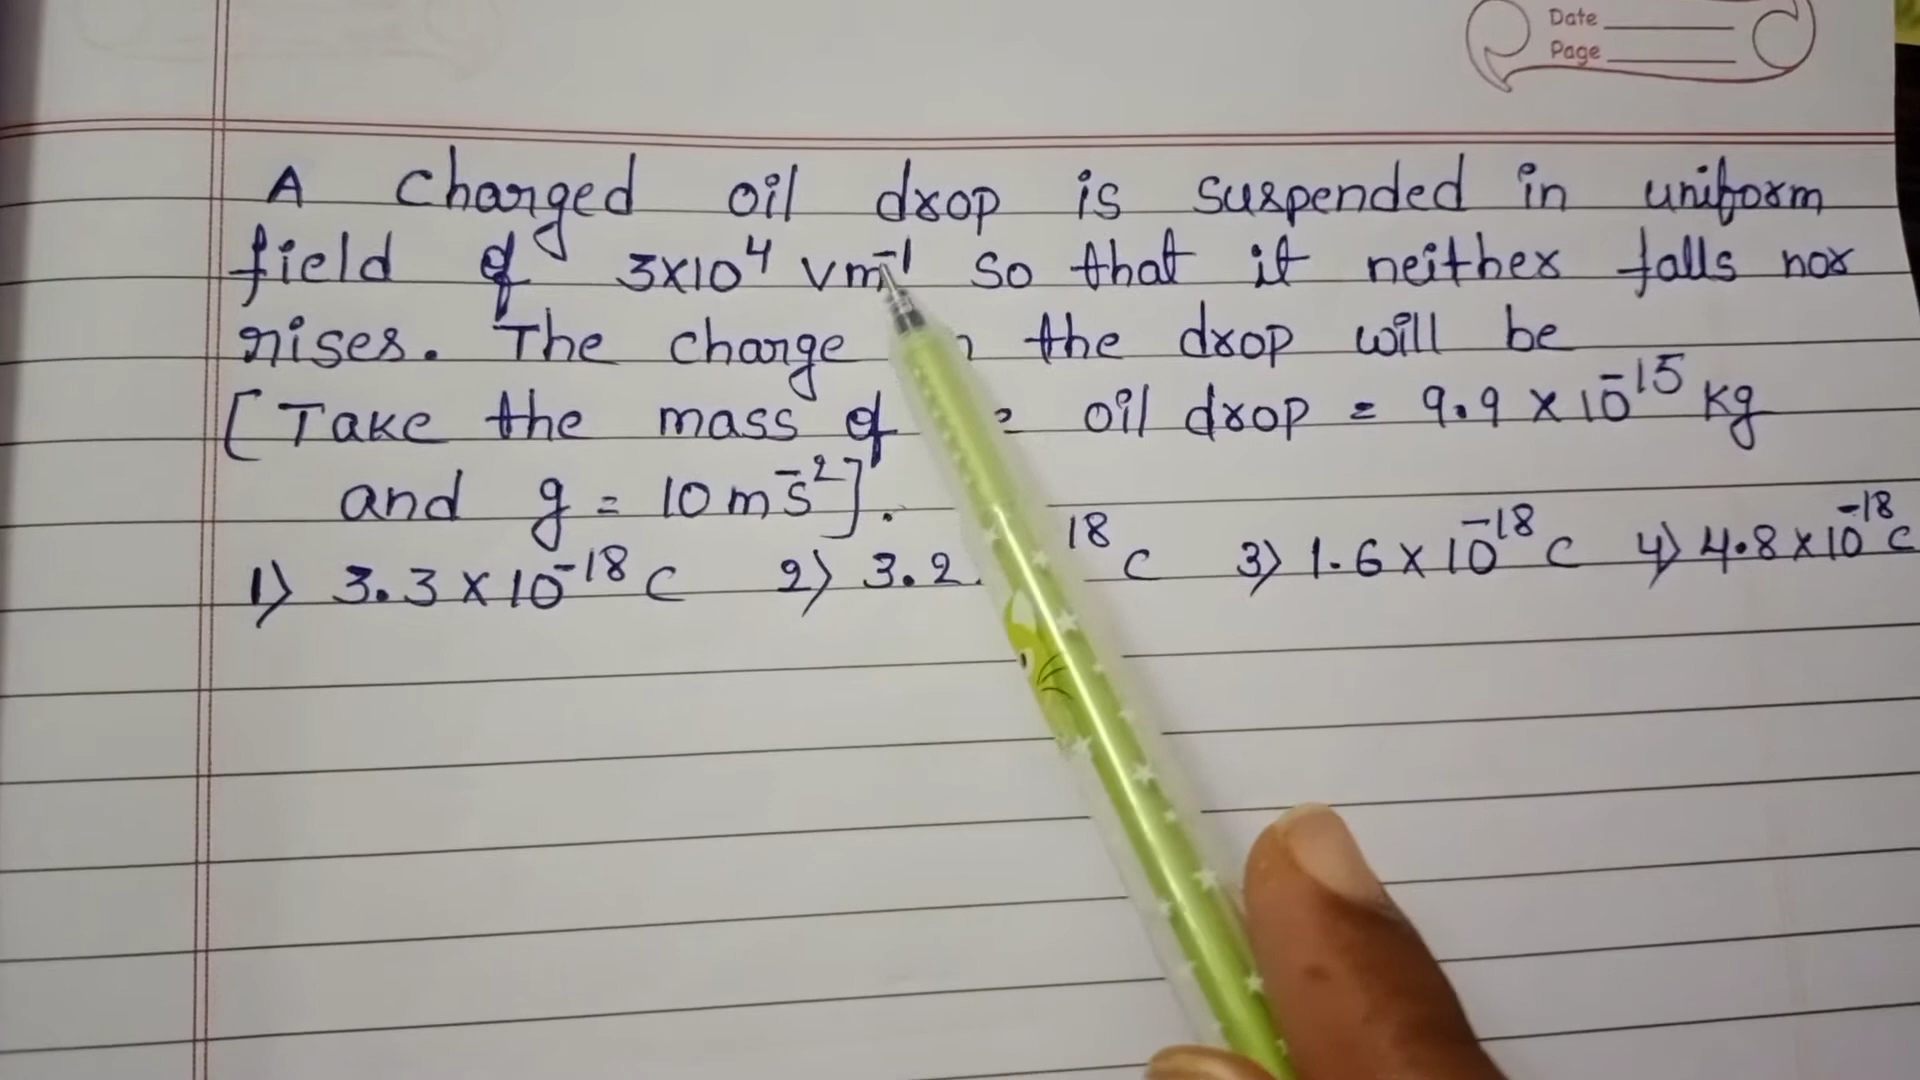 Date
Page
A charged oil drop is suspended in uniform
field of 3×10⁴ Vm⁻¹ so that it neither falls nor
rises. The charge the drop will be
[Take the mass of oil drop = 9.9 × 10⁻¹⁵ kg
and g = 10 ms⁻²].
1) 3.3 × 10⁻¹⁸ C 2) 3.2 18 C 3) 1.6 × 10⁻¹⁸ C 4) 4.8 × 10⁻¹⁸ C